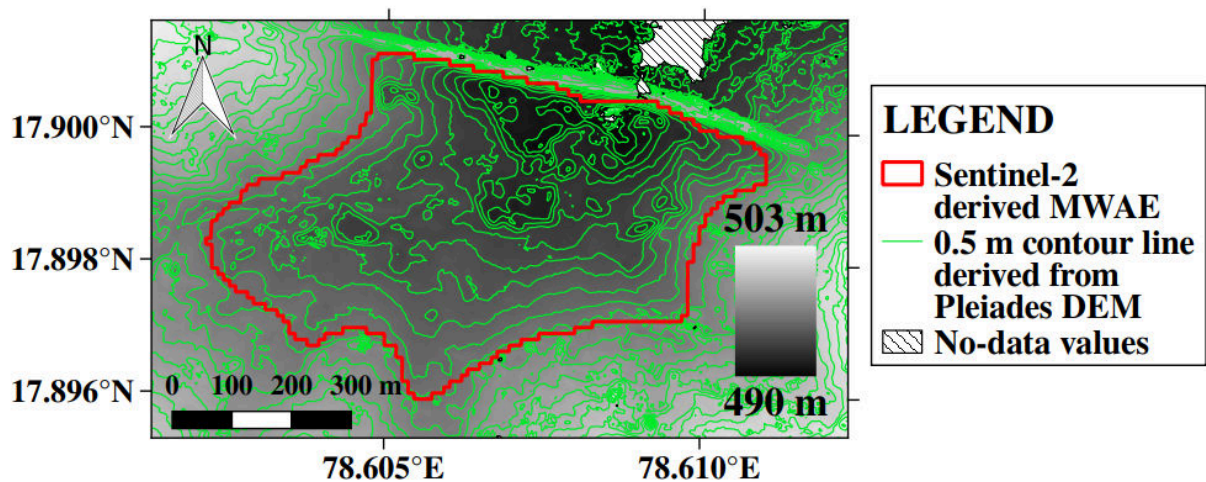 N
17.900°N
17.898°N
17.896°N
0 100 200 300 m
503 m
490 m
78.605°E 78.610°E
LEGEND
Sentinel-2
derived MWAE
0.5 m contour line
derived from
Pleiades DEM
No-data values